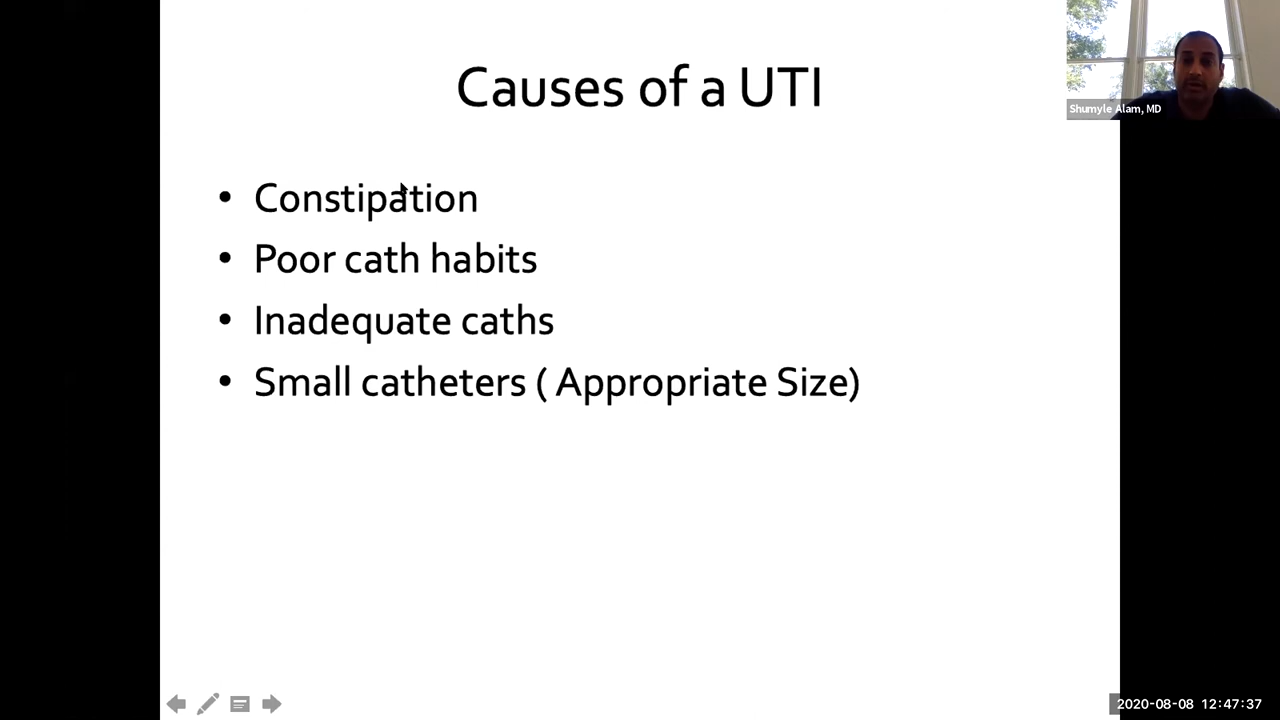 Causes of a UTI
Shumyle Alam, MD
• Constipation
• Poor cath habits
• Inadequate caths
• Small catheters ( Appropriate Size)
2020-08-08 12:47:37